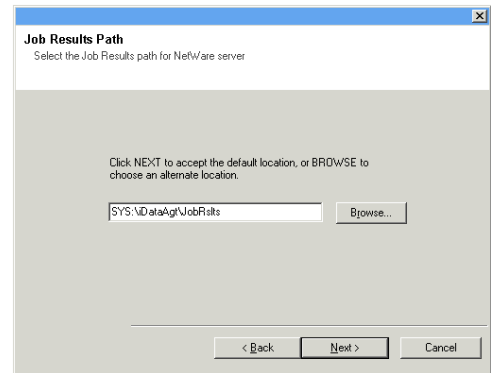 Job Results Path
Select the Job Results path for NetWare server
Click NEXT to accept the default location, or BROWSE to
choose an alternate location.
SYS:\iDataAgt\JobRslts
Browse...
< Back
Next >
Cancel